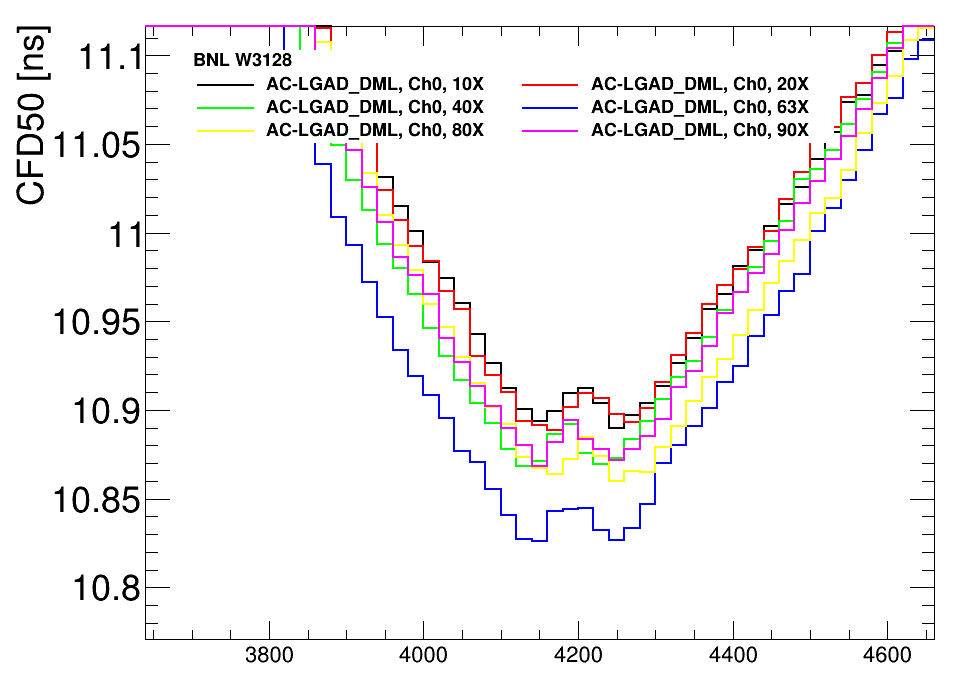 CFD50 [ns]
11.1
11.05
11
10.95
10.9
10.85
10.8
BNL W3128
AC-LGAD_DML, Ch0, 10X
AC-LGAD_DML, Ch0, 20X
AC-LGAD_DML, Ch0, 40X
AC-LGAD_DML, Ch0, 63X
AC-LGAD_DML, Ch0, 80X
AC-LGAD_DML, Ch0, 90X
3800 4000 4200 4400 4600